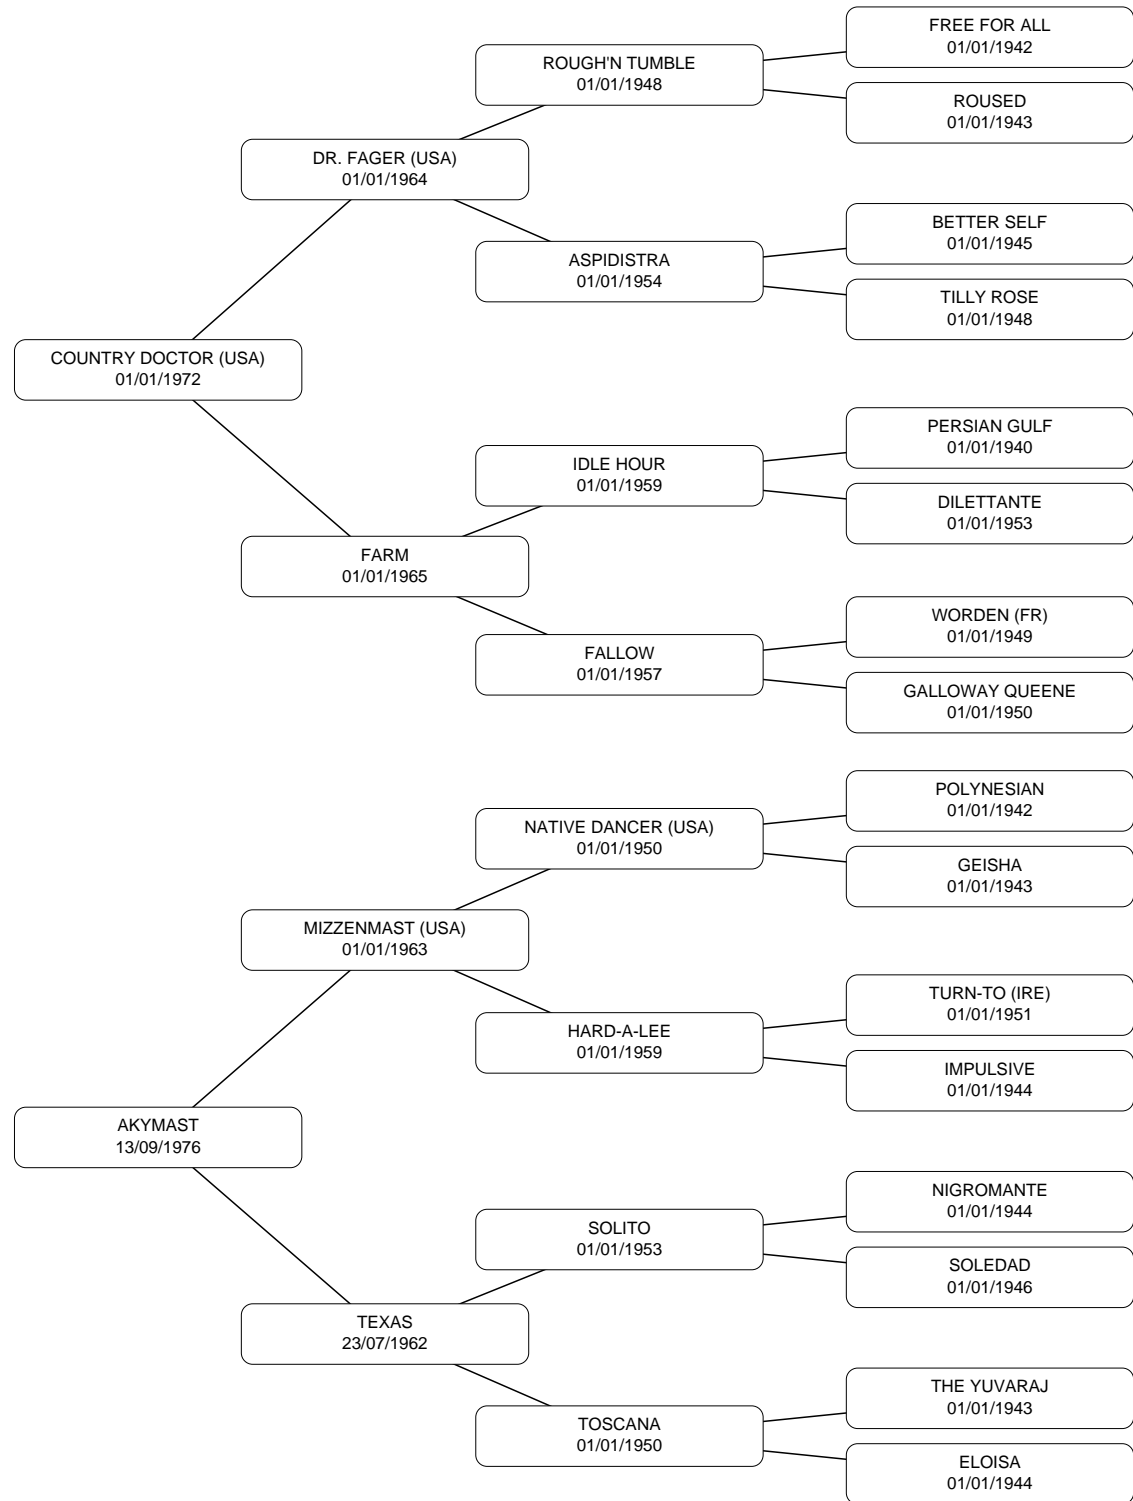 FREE FOR ALL
01/01/1942
ROUGH'N TUMBLE
01/01/1948
ROUSED
01/01/1943
DR. FAGER (USA)
01/01/1964
BETTER SELF
01/01/1945
ASPIDISTRA
01/01/1954
TILLY ROSE
01/01/1948
COUNTRY DOCTOR (USA)
01/01/1972
PERSIAN GULF
01/01/1940
IDLE HOUR
01/01/1959
DILETTANTE
01/01/1953
FARM
01/01/1965
WORDEN (FR)
01/01/1949
FALLOW
01/01/1957
GALLOWAY QUEENE
01/01/1950
POLYNESIAN
01/01/1942
NATIVE DANCER (USA)
01/01/1950
GEISHA
01/01/1943
MIZZENMAST (USA)
01/01/1963
TURN-TO (IRE)
01/01/1951
HARD-A-LEE
01/01/1959
IMPULSIVE
01/01/1944
AKYMAST
13/09/1976
NIGROMANTE
01/01/1944
SOLITO
01/01/1953
SOLEDAD
01/01/1946
TEXAS
23/07/1962
THE YUVARAJ
01/01/1943
TOSCANA
01/01/1950
ELOISA
01/01/1944